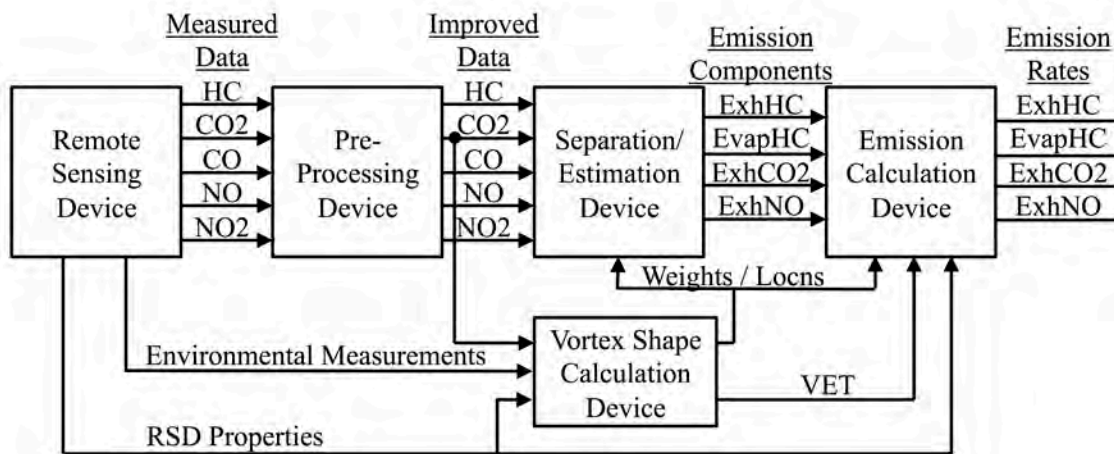 Measured
Data
Improved
Data
Emission
Components
Emission
Rates
Remote
Sensing
Device
HC
CO2
CO
NO
NO2
Pre-
Processing
Device
HC
CO2
CO
NO
NO2
Separation/
Estimation
Device
ExhHC
EvapHC
ExhCO2
ExhNO
Emission
Calculation
Device
ExhHC
EvapHC
ExhCO2
ExhNO
Weights / Locns
Vortex Shape
Calculation
Device
Environmental Measurements
VET
RSD Properties